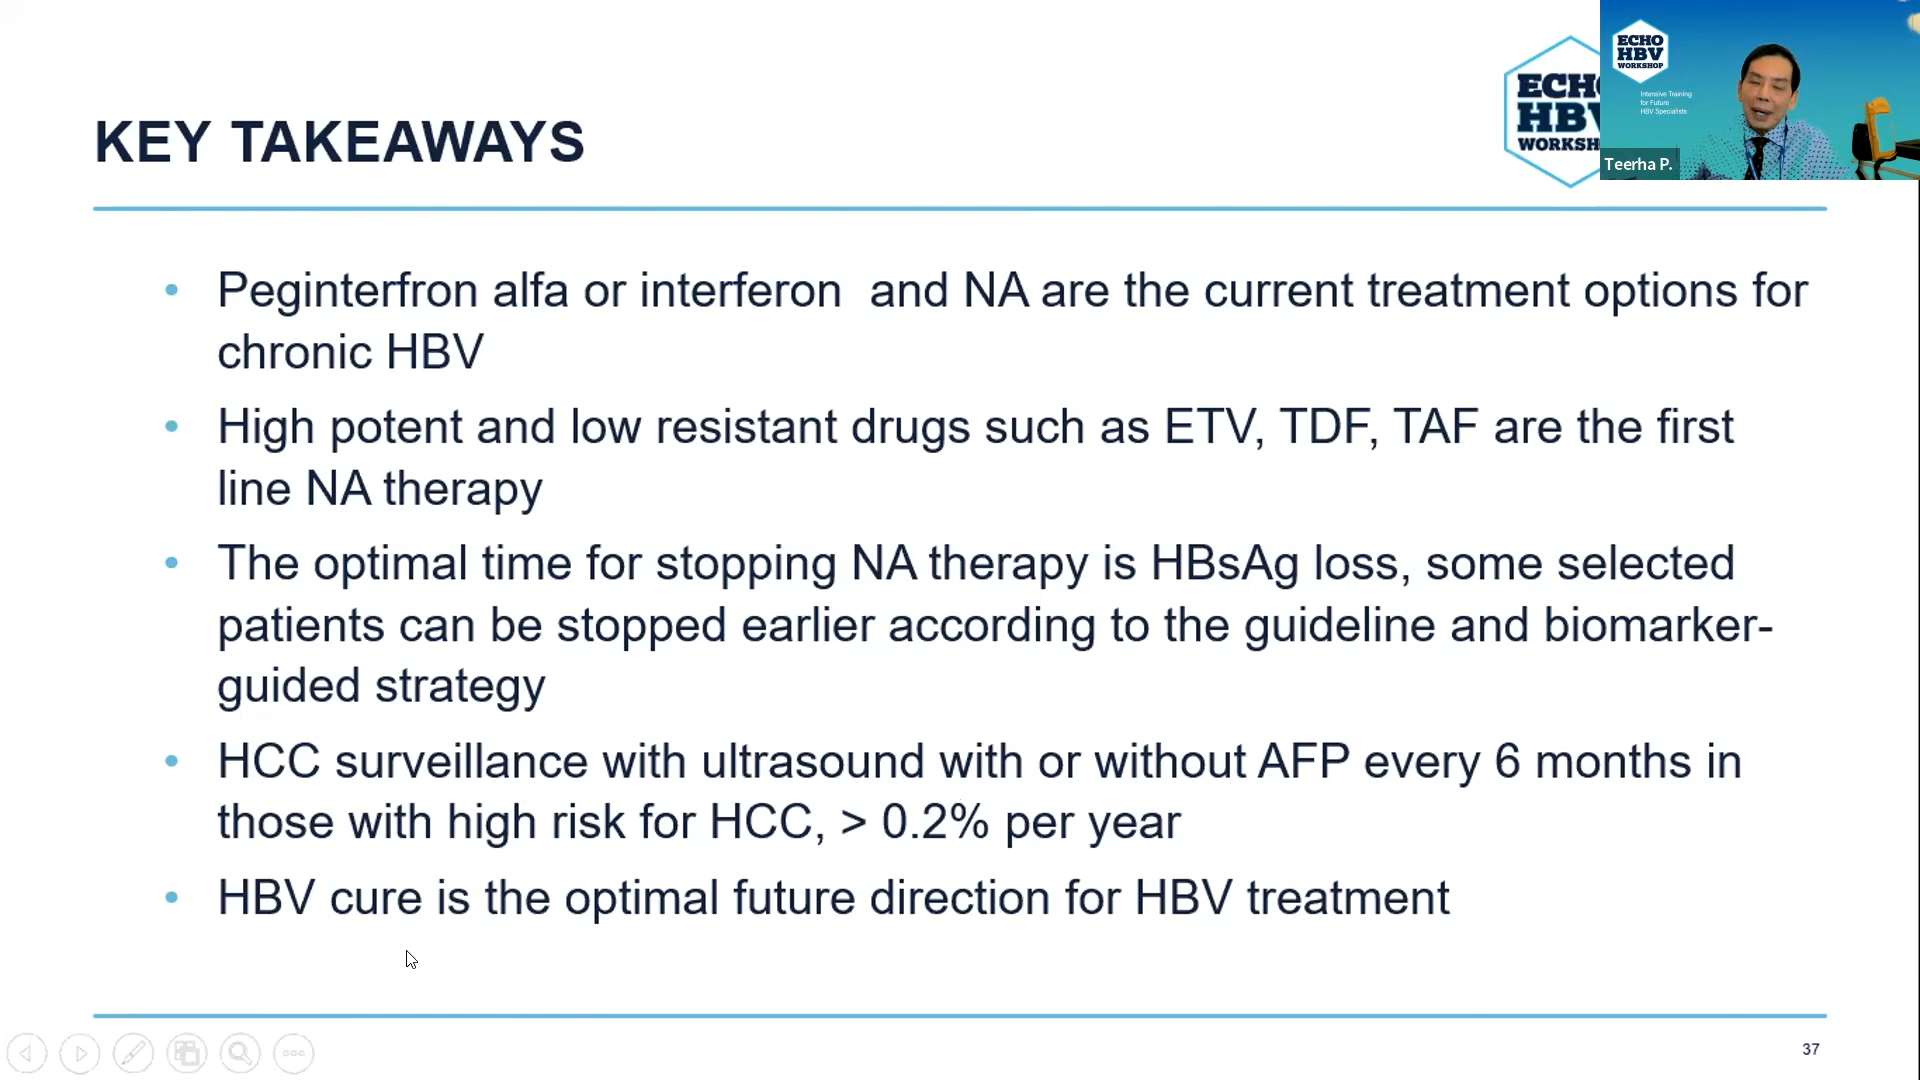 KEY TAKEAWAYS
ECHO
HBV
WORKSH
ECHO
HBV
WORKSHOP
Intensive Training
for Future
HBV Specialists
Teerha P.
• Peginterfron alfa or interferon and NA are the current treatment options for
chronic HBV
• High potent and low resistant drugs such as ETV, TDF, TAF are the first
line NA therapy
• The optimal time for stopping NA therapy is HBsAg loss, some selected
patients can be stopped earlier according to the guideline and biomarker-
guided strategy
• HCC surveillance with ultrasound with or without AFP every 6 months in
those with high risk for HCC, > 0.2% per year
• HBV cure is the optimal future direction for HBV treatment
37